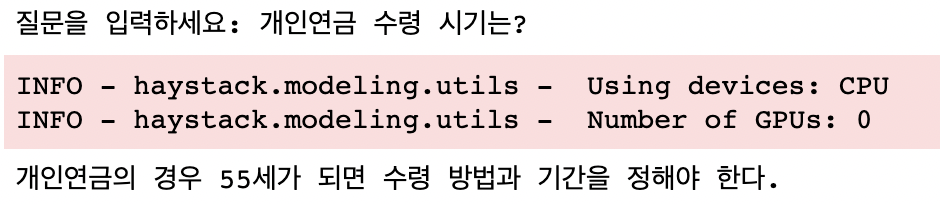 질문을 입력하세요: 개인연금 수령 시기는?
INFO - haystack.modeling.utils -  Using devices: CPU
INFO - haystack.modeling.utils -  Number of GPUs: 0
개인연금의 경우 55세가 되면 수령 방법과 기간을 정해야 한다.